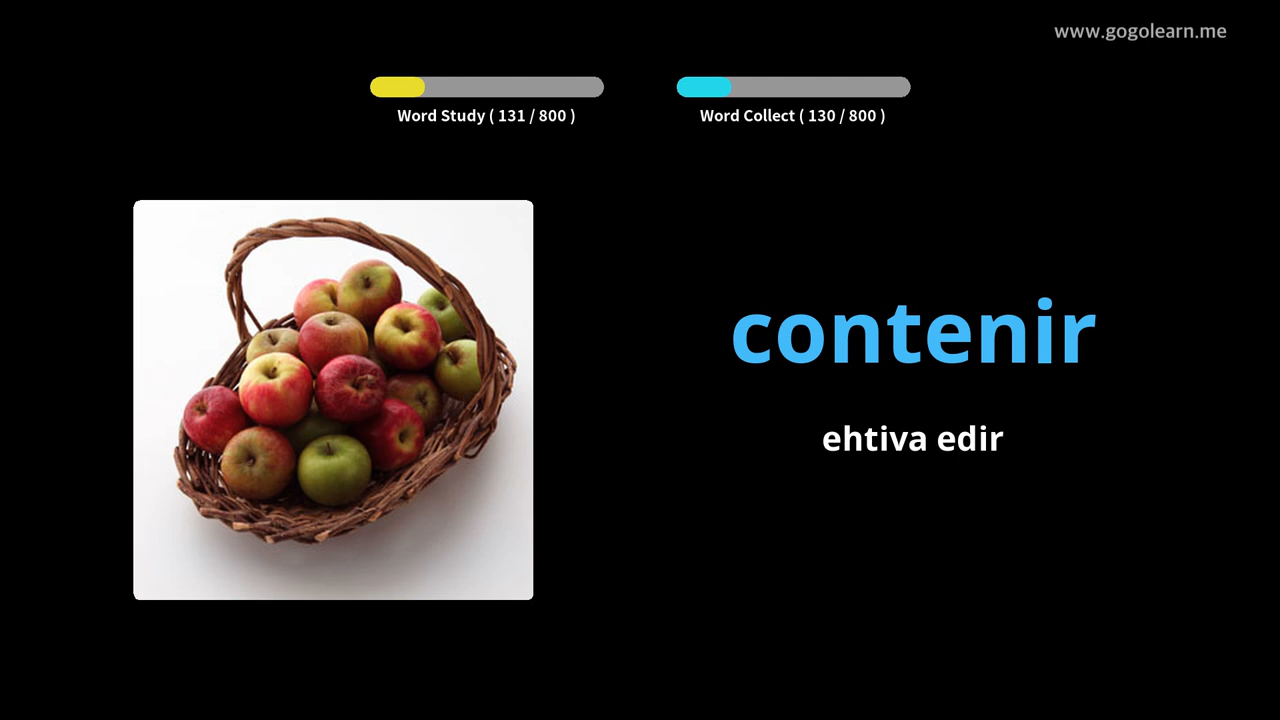 www.gogolearn.me
Word Study ( 131 / 800 )
Word Collect ( 130 / 800 )
contenir
ehtiva edir